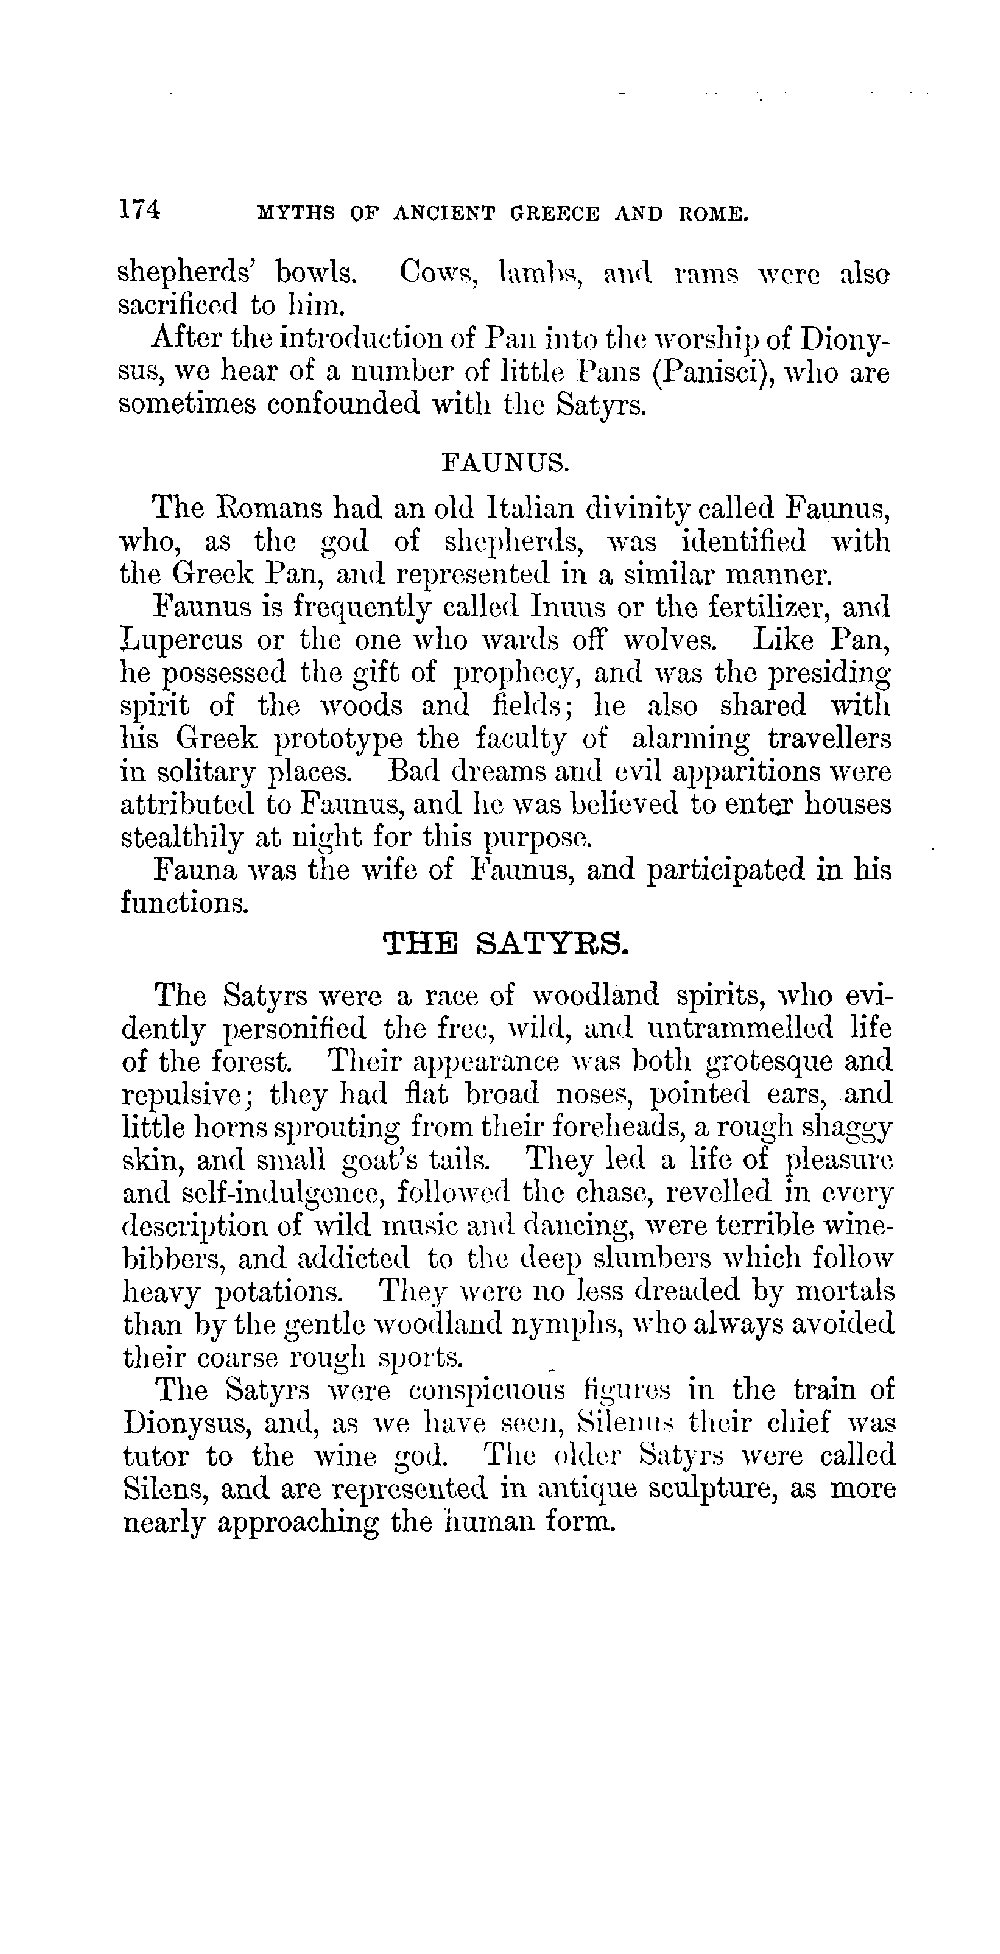 174 MYTHS OF ANCIENT GREECE AND ROME.
shepherds' bowls. Cows, lambs, and rams were also
sacrificed to him.
After the introduction of Pan into the worship of Diony-
sus, we hear of a number of little Pans (Panisci), who are
sometimes confounded with the Satyrs.
FAUNUS.
The Romans had an old Italian divinity called Faunus,
who, as the god of shepherds, was identified with
the Greek Pan, and represented in a similar manner.
Faunus is frequently called Inuus or the fertilizer, and
Lupercus or the one who wards off wolves. Like Pan,
he possessed the gift of prophecy, and was the presiding
spirit of the woods and fields; he also shared with
his Greek prototype the faculty of alarming travellers
in solitary places. Bad dreams and evil apparitions were
attributed to Faunus, and he was believed to enter houses
stealthily at night for this purpose.
Fauna was the wife of Faunus, and participated in his
functions.
THE SATYRS.
The Satyrs were a race of woodland spirits, who evi-
dently personified the free, wild, and untrammelled life
of the forest. Their appearance was both grotesque and
repulsive; they had flat broad noses, pointed ears, and
little horns sprouting from their foreheads, a rough shaggy
skin, and small goat's tails. They led a life of pleasure
and self-indulgence, followed the chase, revelled in every
description of wild music and dancing, were terrible wine-
bibbers, and addicted to the deep slumbers which follow
heavy potations. They were no less dreaded by mortals
than by the gentle woodland nymphs, who always avoided
their coarse rough sports.
The Satyrs were conspicuous figures in the train of
Dionysus, and, as we have seen, Silenus their chief was
tutor to the wine god. The older Satyrs were called
Silens, and are represented in antique sculpture, as more
nearly approaching the human form.